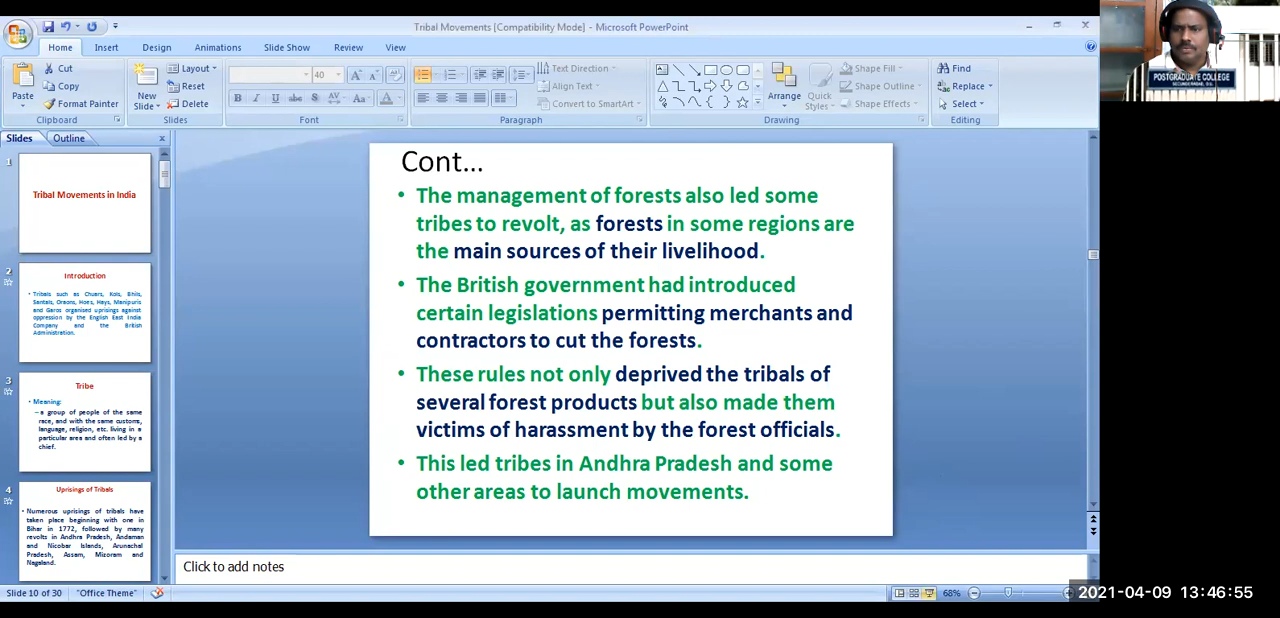 Tribal Movements [Compatibility Mode] - Microsoft PowerPoint
Home Insert Design Animations Slide Show Review View
Paste
Cut
Copy
Format Painter
Clipboard
New Slide
Layout
Reset
Delete
Slides
40
Font
Paragraph
Text Direction
Align Text
Convert to SmartArt
Arrange
Quick Styles
Shape Fill
Shape Outline
Shape Effects
Drawing
Find
Replace
Select
Editing
POSTGRADUATE COLLEGE
Slides Outline
1
Tribal Movements in India
2
Introduction
• Tribals such as Chuars, Kols, Bhils,
Santals, Oraons, Hoes, Hays, Manipuris
and Garos organised uprisings against
oppression by the English East India
Company and the British
Administration.
3
Tribe
• Meaning:
– a group of people of the same
race, and with the same customs,
language, religion, etc. living in a
particular area and often led by a
chief.
4
Uprisings of Tribals
• Numerous uprisings of tribals have
taken place beginning with one in
Bihar in 1772, followed by many
revolts in Andhra Pradesh, Andaman
and Nicobar Islands, Arunachal
Pradesh, Assam, Mizoram and
Nagaland.
Cont...
• The management of forests also led some
tribes to revolt, as forests in some regions are
the main sources of their livelihood.
• The British government had introduced
certain legislations permitting merchants and
contractors to cut the forests.
• These rules not only deprived the tribals of
several forest products but also made them
victims of harassment by the forest officials.
• This led tribes in Andhra Pradesh and some
other areas to launch movements.
Click to add notes
Slide 10 of 30 "Office Theme" 68%
2021-04-09 13:46:55